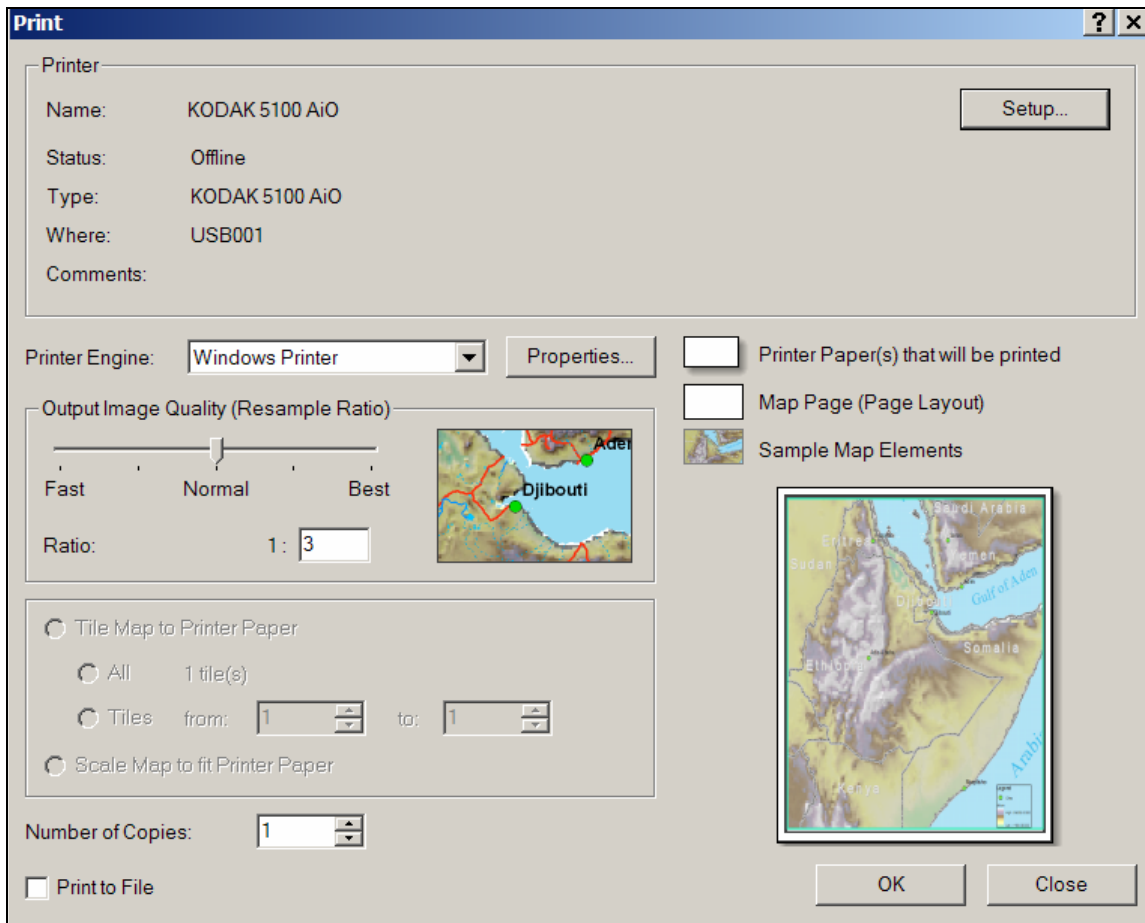 Print
Printer
Name: KODAK 5100 AiO
Setup...
Status: Offline
Type: KODAK 5100 AiO
Where: USB001
Comments:
Printer Engine: Windows Printer
Properties...
Printer Paper(s) that will be printed
Map Page (Page Layout)
Sample Map Elements
Output Image Quality (Resample Ratio)
Fast Normal Best
Ratio: 1 : 3
Aden
Djibouti
Tile Map to Printer Paper
All 1 tile(s)
Tiles from: 1 to: 1
Scale Map to fit Printer Paper
Number of Copies: 1
Print to File
Saudi Arabia
Eritrea
Yemen
Sudan
Gulf of Aden
Djibouti
Somalia
Ethiopia
Arabi
Kenya
OK
Close